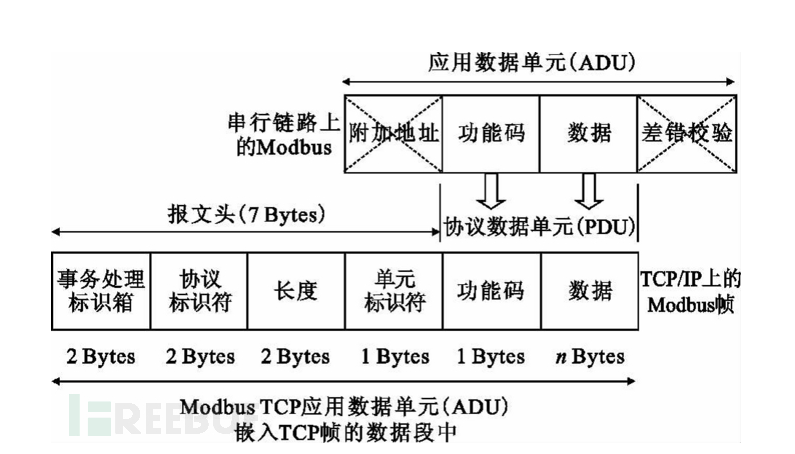 应用数据单元(ADU)
串行链路上
的Modbus
附加地址 功能码 数据 差错校验
报文头(7 Bytes)
协议数据单元(PDU)
事务处理
标识箱
协议
标识符
长度
单元
标识符
功能码
数据
TCP/IP上的
Modbus帧
2 Bytes 2 Bytes 2 Bytes 1 Bytes 1 Bytes n Bytes
Modbus TCP应用数据单元(ADU)
嵌入TCP帧的数据段中
FREEBUF